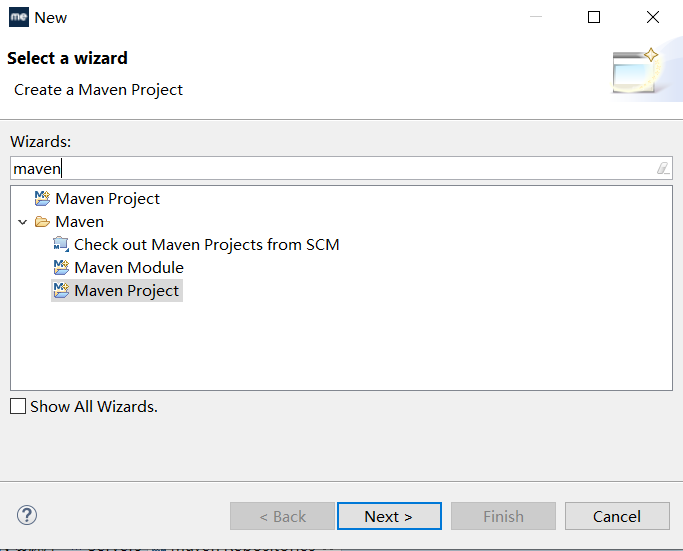 me New
Select a wizard
Create a Maven Project
Wizards:
maven
Maven Project
Maven
Check out Maven Projects from SCM
Maven Module
Maven Project
Show All Wizards.
< Back Next > Finish Cancel